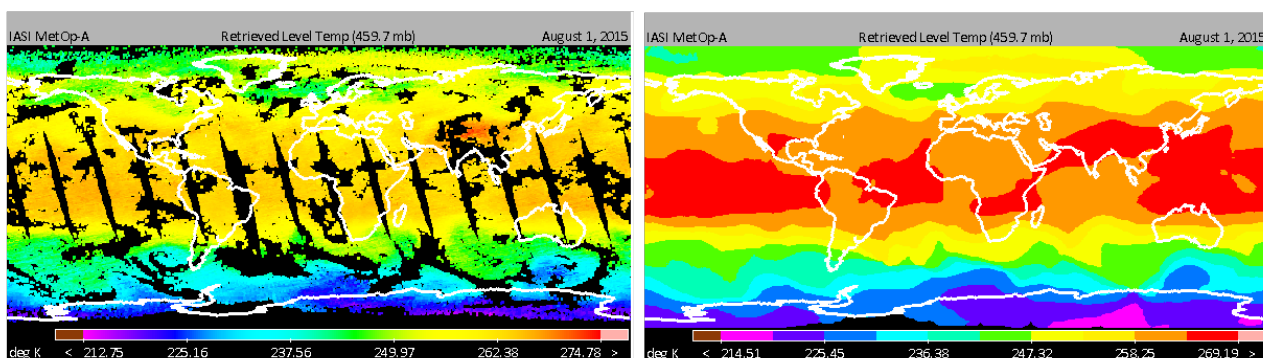 IASI MetOp-A Retrieved Level Temp (459.7 mb) August 1, 2015
deg K < 212.75 225.16 237.56 249.97 262.38 274.78 >
IASI MetOp-A Retrieved Level Temp (459.7 mb) August 1, 2015
deg K < 214.51 225.45 236.38 247.32 258.25 269.19 >